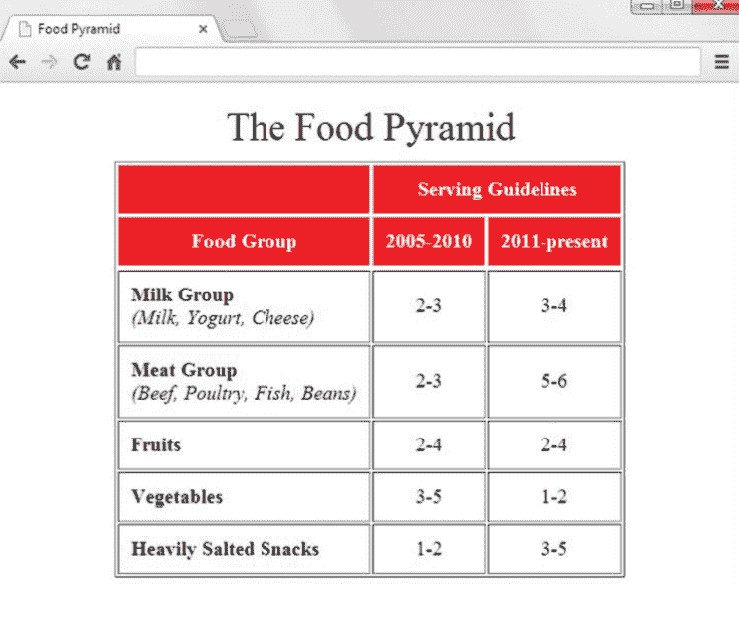 Food Pyramid
The Food Pyramid
Serving Guidelines
Food Group 2005-2010 2011-present
Milk Group
(Milk, Yogurt, Cheese) 2-3 3-4
Meat Group
(Beef, Poultry, Fish, Beans) 2-3 5-6
Fruits 2-4 2-4
Vegetables 3-5 1-2
Heavily Salted Snacks 1-2 3-5